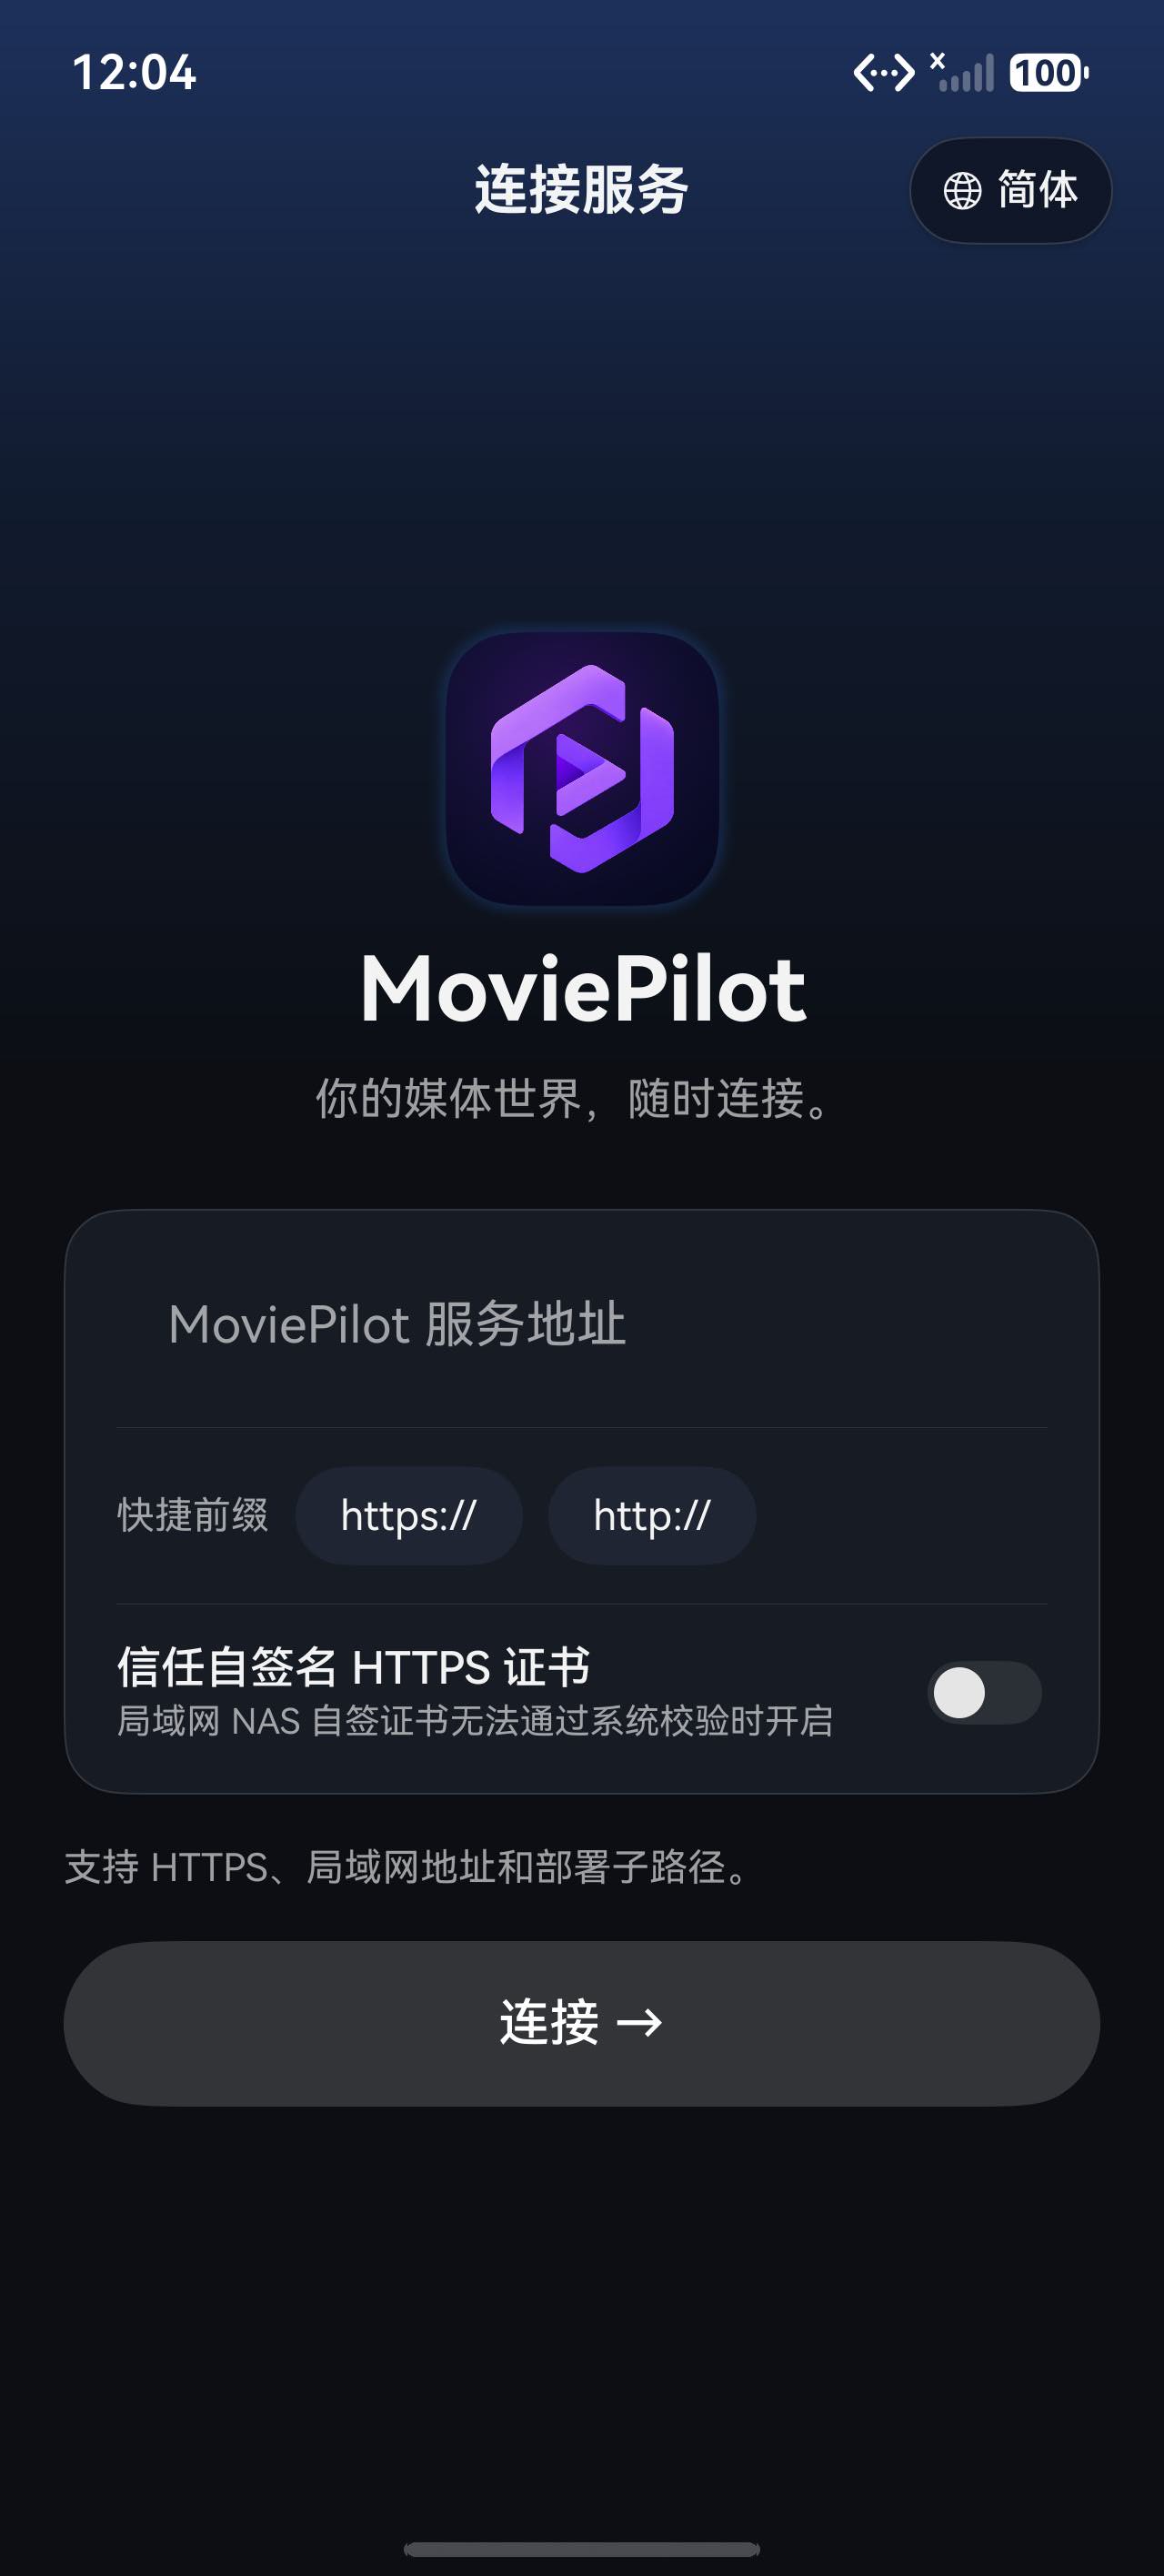 12:04
100
连接服务
简体
MoviePilot
你的媒体世界，随时连接。
MoviePilot 服务地址
快捷前缀 https:// http://
信任自签名 HTTPS 证书
局域网 NAS 自签证书无法通过系统校验时开启
支持 HTTPS、局域网地址和部署子路径。
连接 →